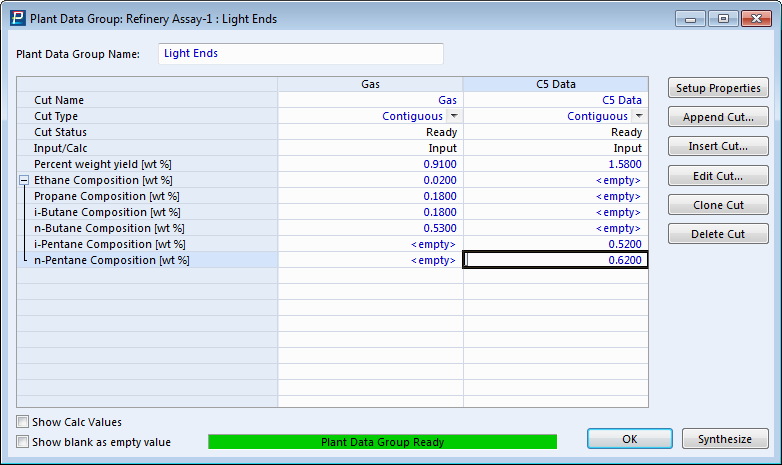 Plant Data Group: Refinery Assay-1 : Light Ends
Plant Data Group Name: Light Ends
Gas C5 Data
Cut Name Gas C5 Data
Cut Type Contiguous Contiguous
Cut Status Ready Ready
Input/Calc Input Input
Percent weight yield [wt %] 0.9100 1.5800
Ethane Composition [wt %] 0.0200 <empty>
Propane Composition [wt %] 0.1800 <empty>
i-Butane Composition [wt %] 0.1800 <empty>
n-Butane Composition [wt %] 0.5300 <empty>
i-Pentane Composition [wt %] <empty> 0.5200
n-Pentane Composition [wt %] <empty> 0.6200
Setup Properties
Append Cut...
Insert Cut...
Edit Cut...
Clone Cut
Delete Cut
Show Calc Values
Show blank as empty value
Plant Data Group Ready
OK
Synthesize